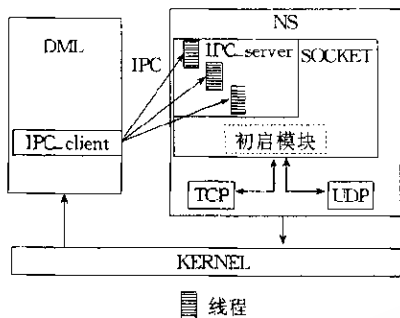 NS
DML
IPC
IPC_server
SOCKET
IPC_client
初启模块
TCP
UDP
KERNEL
线程